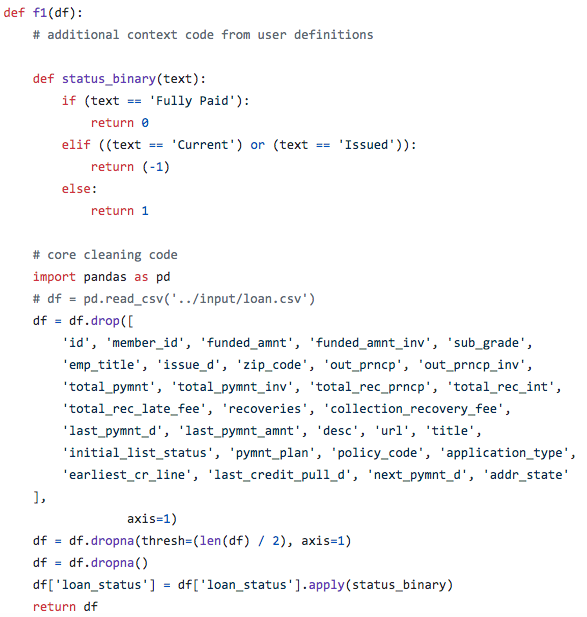 def f1(df):
    # additional context code from user definitions

    def status_binary(text):
        if (text == 'Fully Paid'):
            return 0
        elif ((text == 'Current') or (text == 'Issued')):
            return (-1)
        else:
            return 1

    # core cleaning code
    import pandas as pd
    # df = pd.read_csv('../input/loan.csv')
    df = df.drop([
        'id', 'member_id', 'funded_amnt', 'funded_amnt_inv', 'sub_grade',
        'emp_title', 'issue_d', 'zip_code', 'out_prncp', 'out_prncp_inv',
        'total_pymnt', 'total_pymnt_inv', 'total_rec_prncp', 'total_rec_int',
        'total_rec_late_fee', 'recoveries', 'collection_recovery_fee',
        'last_pymnt_d', 'last_pymnt_amnt', 'desc', 'url', 'title',
        'initial_list_status', 'pymnt_plan', 'policy_code', 'application_type',
        'earliest_cr_line', 'last_credit_pull_d', 'next_pymnt_d', 'addr_state'
    ],
                 axis=1)
    df = df.dropna(thresh=(len(df) / 2), axis=1)
    df = df.dropna()
    df['loan_status'] = df['loan_status'].apply(status_binary)
    return df